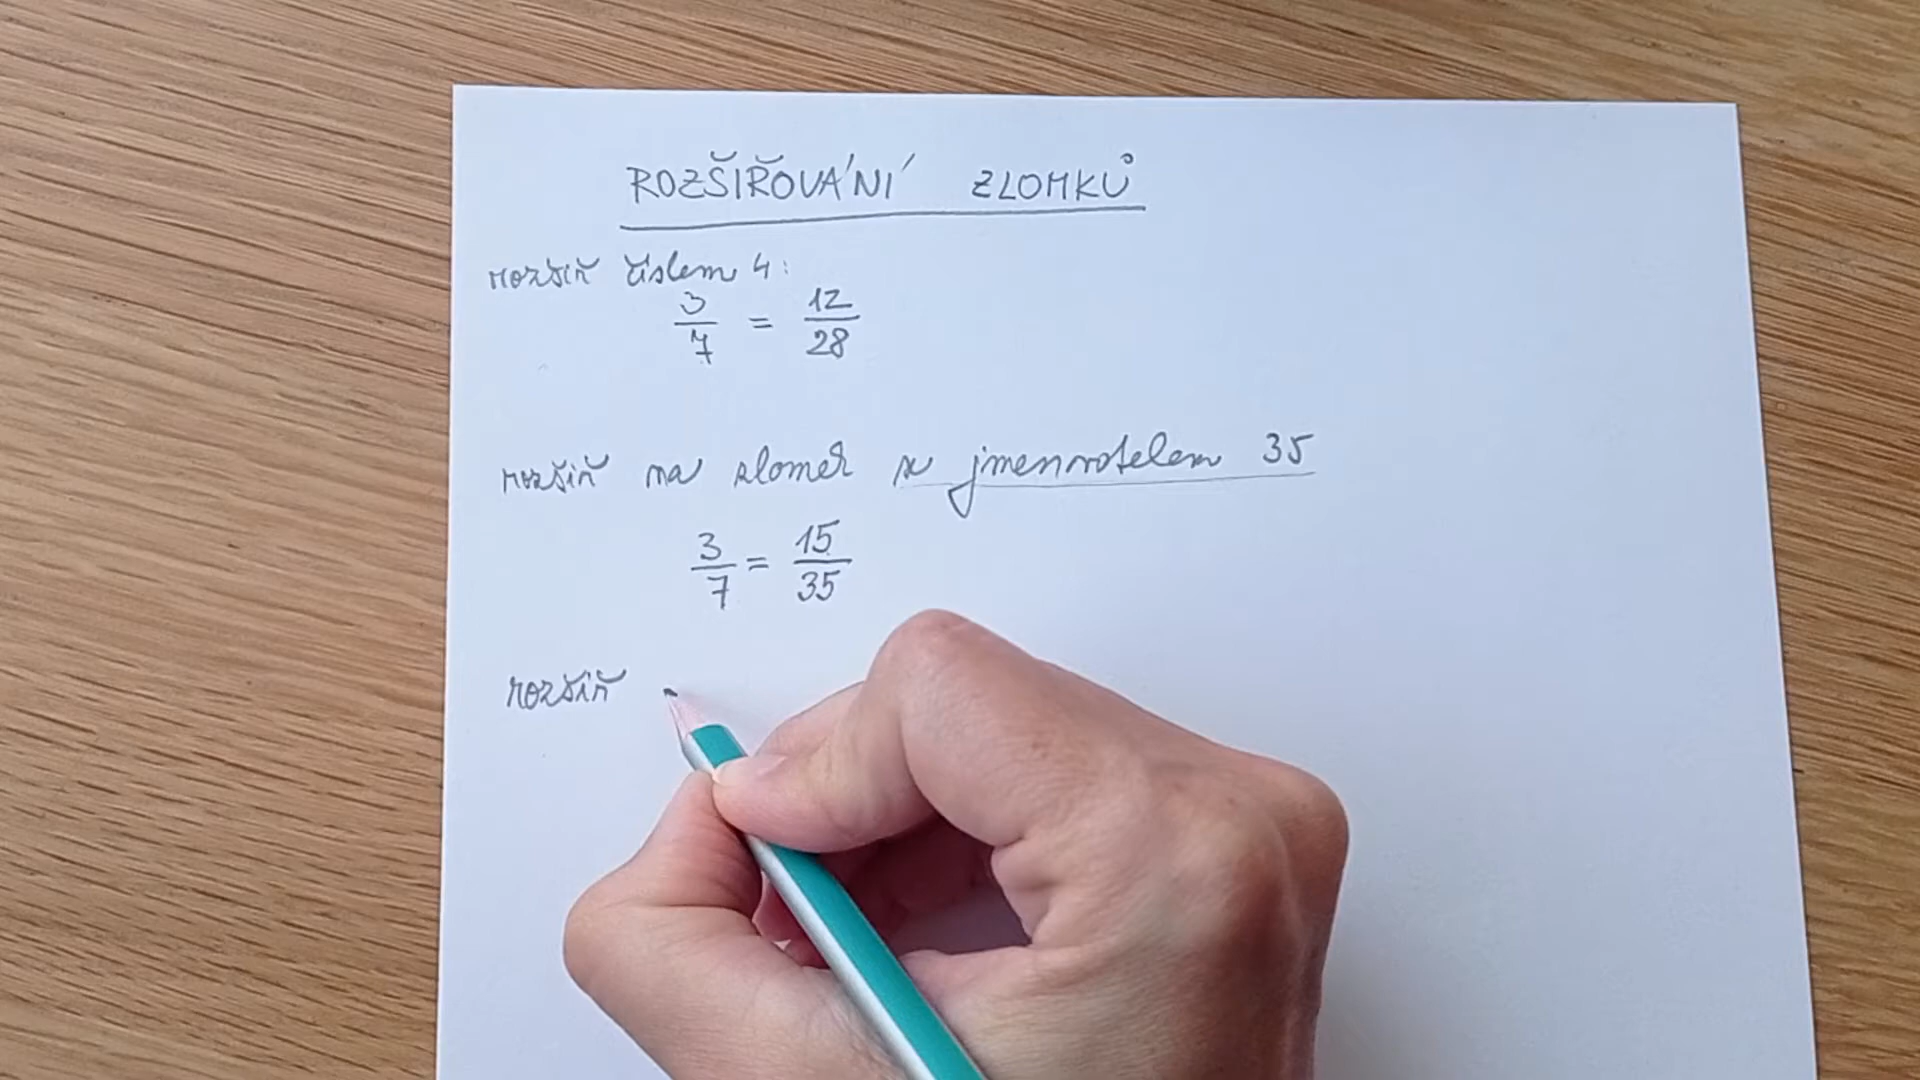 ROZŠIŘOVÁNÍ ZLOMKŮ
rozšiř číslem 4:
3/7 = 12/28
rozšiř na zlomek se jmenovatelem 35
3/7 = 15/35
rozšiř